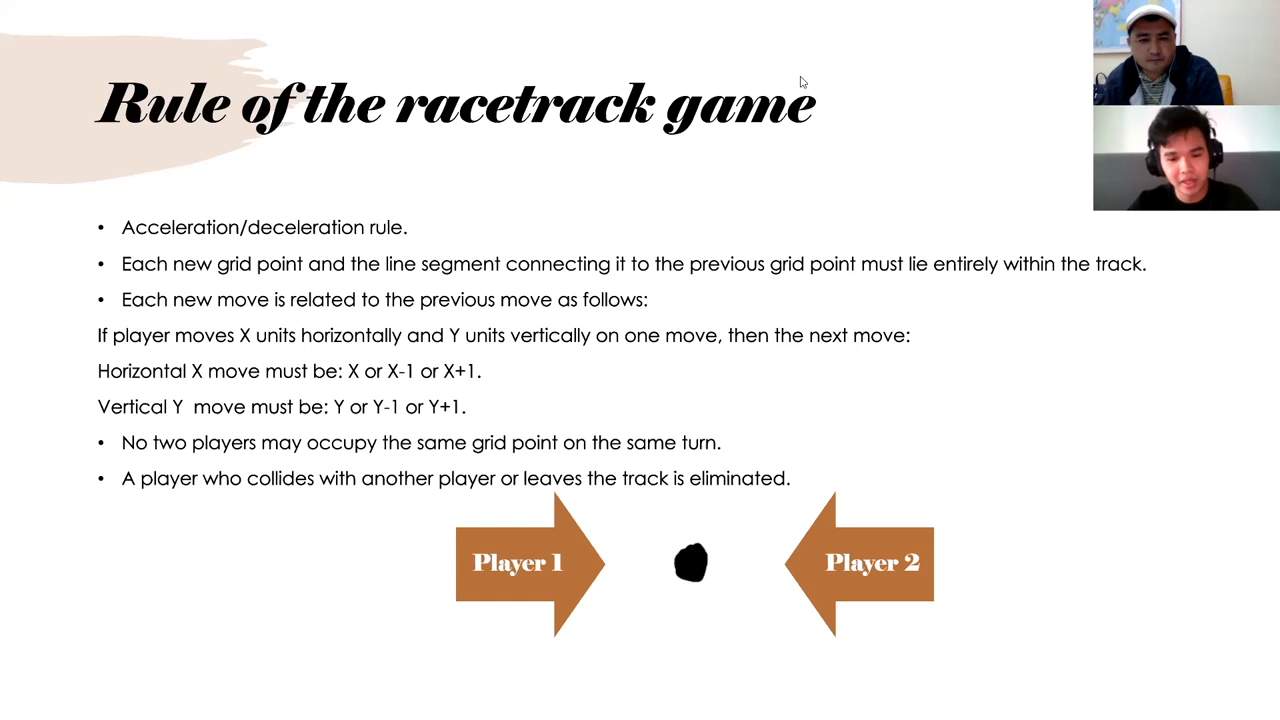 Rule of the racetrack game
• Acceleration/deceleration rule.
• Each new grid point and the line segment connecting it to the previous grid point must lie entirely within the track.
• Each new move is related to the previous move as follows:
If player moves X units horizontally and Y units vertically on one move, then the next move:
Horizontal X move must be: X or X-1 or X+1.
Vertical Y move must be: Y or Y-1 or Y+1.
• No two players may occupy the same grid point on the same turn.
• A player who collides with another player or leaves the track is eliminated.
Player 1
Player 2